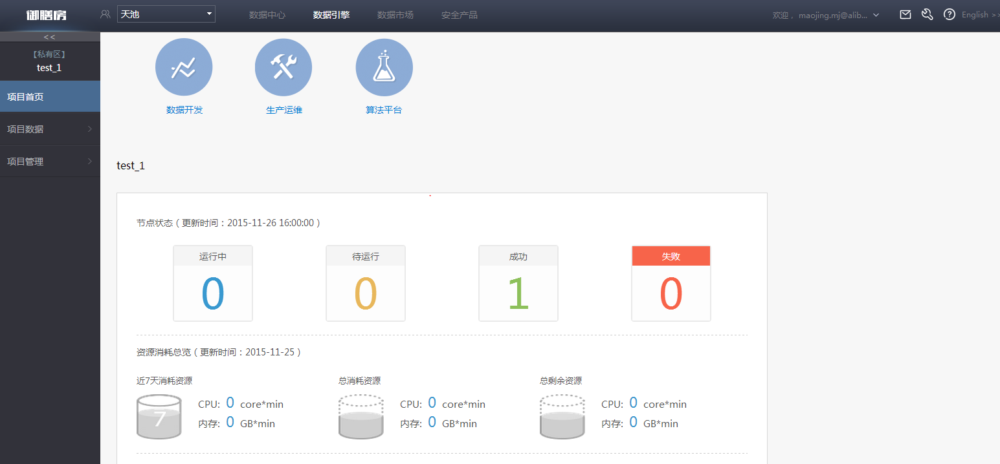 御膳房 天池 数据中心 数据引擎 数据市场 安全产品 欢迎， maojing.mj@alib... English >>
<<
【私有区】
test_1
项目首页
项目数据
项目管理
数据开发 生产运维 算法平台
test_1
节点状态 ( 更新时间：2015-11-26 16:00:00 )
运行中 待运行 成功 失败
0 0 1 0
资源消耗总览 ( 更新时间：2015-11-25 )
近7天消耗资源 总消耗资源 总剩余资源
7
CPU: 0 core*min CPU: 0 core*min CPU: 0 core*min
内存: 0 GB*min 内存: 0 GB*min 内存: 0 GB*min